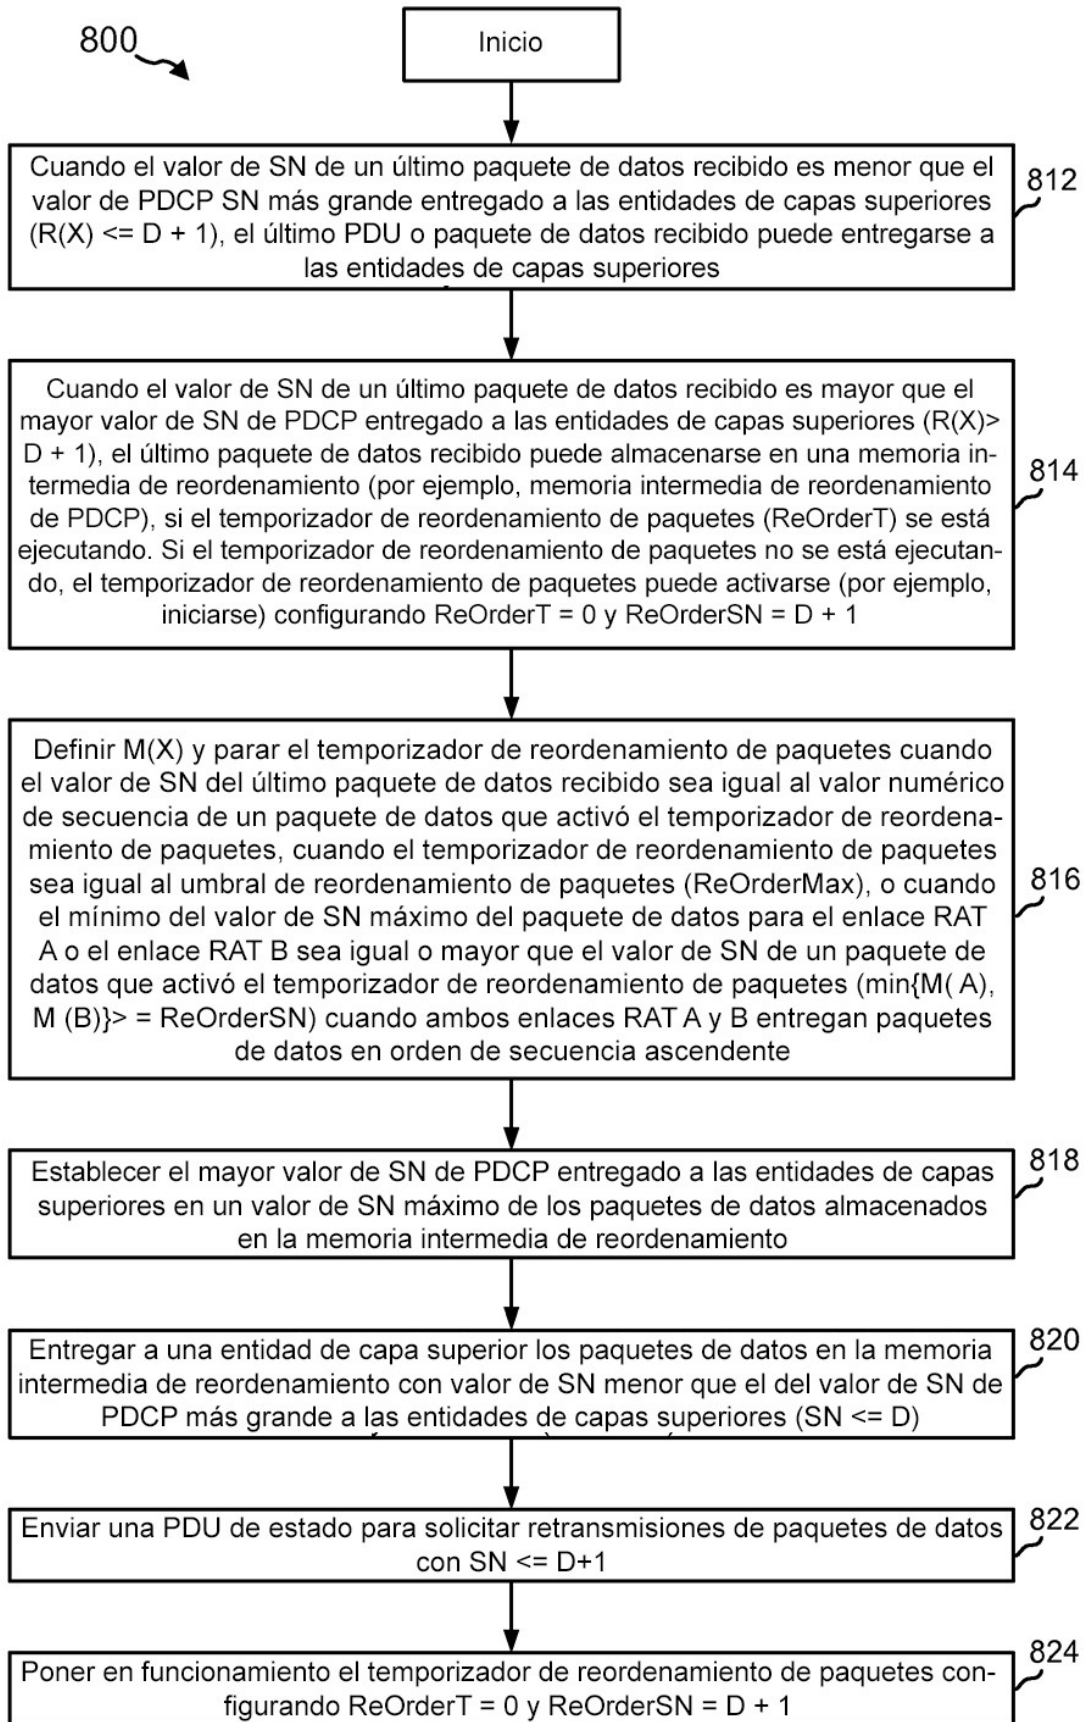 800
Inicio
Cuando el valor de SN de un último paquete de datos recibido es menor que el
valor de PDCP SN más grande entregado a las entidades de capas superiores
(R(X) <= D + 1), el último PDU o paquete de datos recibido puede entregarse a
las entidades de capas superiores
812
Cuando el valor de SN de un último paquete de datos recibido es mayor que el
mayor valor de SN de PDCP entregado a las entidades de capas superiores (R(X)>
D + 1), el último paquete de datos recibido puede almacenarse en una memoria in-
termedia de reordenamiento (por ejemplo, memoria intermedia de reordenamiento
de PDCP), si el temporizador de reordenamiento de paquetes (ReOrderT) se está
ejecutando. Si el temporizador de reordenamiento de paquetes no se está ejecutan-
do, el temporizador de reordenamiento de paquetes puede activarse (por ejemplo,
iniciarse) configurando ReOrderT = 0 y ReOrderSN = D + 1
814
Definir M(X) y parar el temporizador de reordenamiento de paquetes cuando
el valor de SN del último paquete de datos recibido sea igual al valor numérico
de secuencia de un paquete de datos que activó el temporizador de reordena-
miento de paquetes, cuando el temporizador de reordenamiento de paquetes
sea igual al umbral de reordenamiento de paquetes (ReOrderMax), o cuando
el mínimo del valor de SN máximo del paquete de datos para el enlace RAT
A o el enlace RAT B sea igual o mayor que el valor de SN de un paquete de
datos que activó el temporizador de reordenamiento de paquetes (min{M( A),
M (B)}> = ReOrderSN) cuando ambos enlaces RAT A y B entregan paquetes
de datos en orden de secuencia ascendente
816
Establecer el mayor valor de SN de PDCP entregado a las entidades de capas
superiores en un valor de SN máximo de los paquetes de datos almacenados
en la memoria intermedia de reordenamiento
818
Entregar a una entidad de capa superior los paquetes de datos en la memoria
intermedia de reordenamiento con valor de SN menor que el del valor de SN de
PDCP más grande a las entidades de capas superiores (SN <= D)
820
Enviar una PDU de estado para solicitar retransmisiones de paquetes de datos
con SN <= D+1
822
Poner en funcionamiento el temporizador de reordenamiento de paquetes con-
figurando ReOrderT = 0 y ReOrderSN = D + 1
824